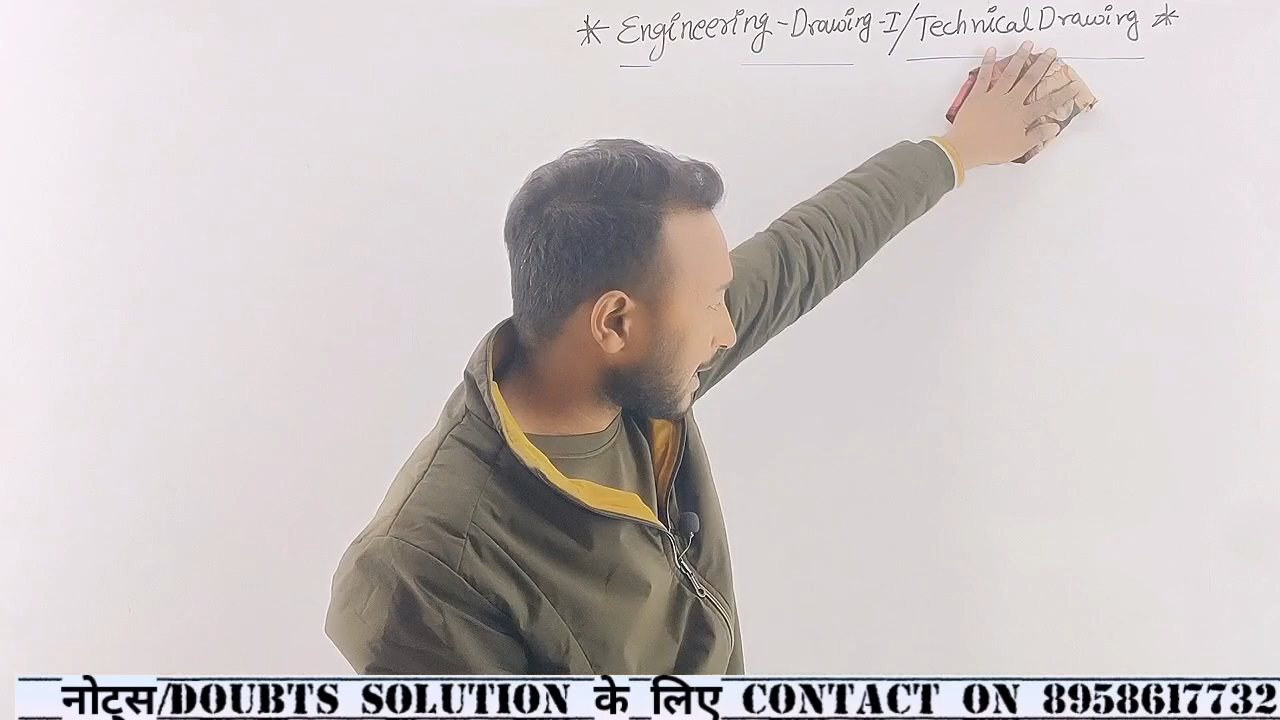 * Engineering-Drawing-I/Technical Drawing *
नोट्स/DOUBTS SOLUTION के लिए CONTACT ON 8958617732